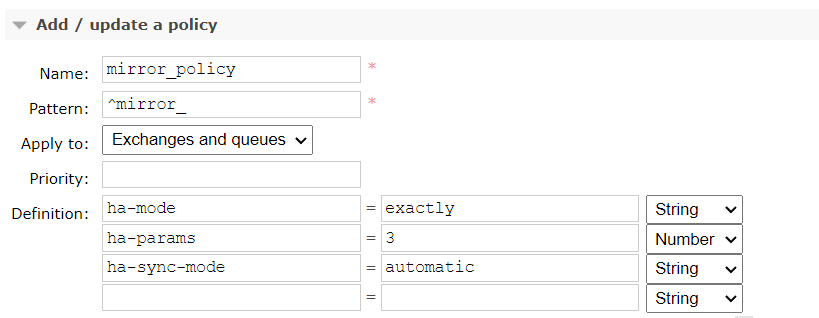 Add / update a policy
Name: mirror_policy *
Pattern: ^mirror_ *
Apply to: Exchanges and queues
Priority:
Definition: ha-mode = exactly String
ha-params = 3 Number
ha-sync-mode = automatic String
= String